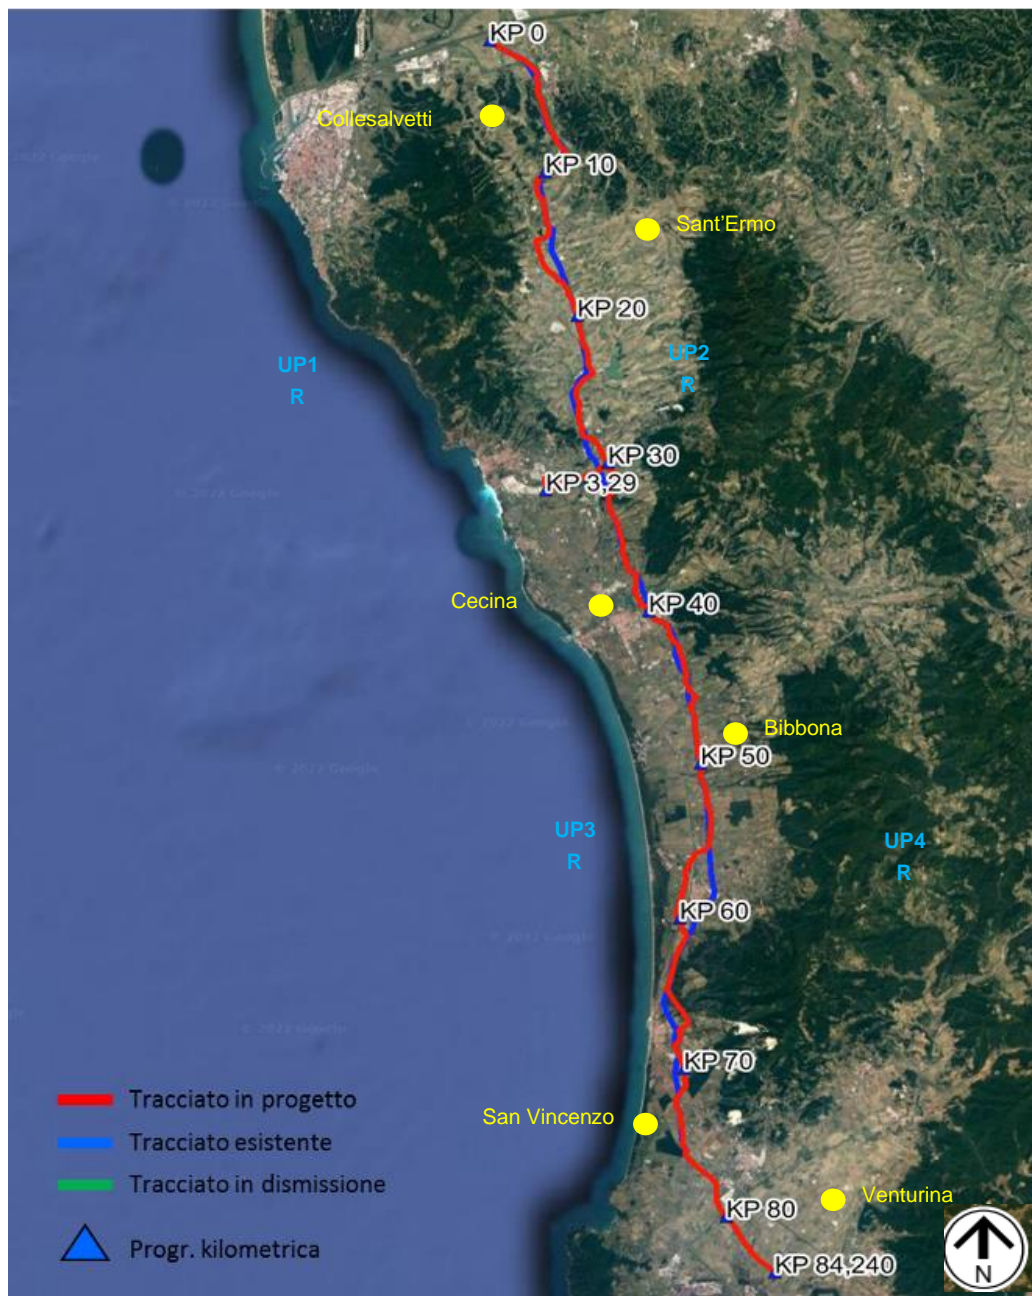 KP 0
Collesalvetti
KP 10
Sant'Ermo
KP 20
UP1
R
UP2
R
KP 30
KP 3,29
Cecina
KP 40
Bibbona
KP 50
UP3
R
UP4
R
KP 60
KP 70
San Vincenzo
Venturina
KP 80
KP 84,240
Tracciato in progetto
Tracciato esistente
Tracciato in dismissione
Progr. kilometrica
N